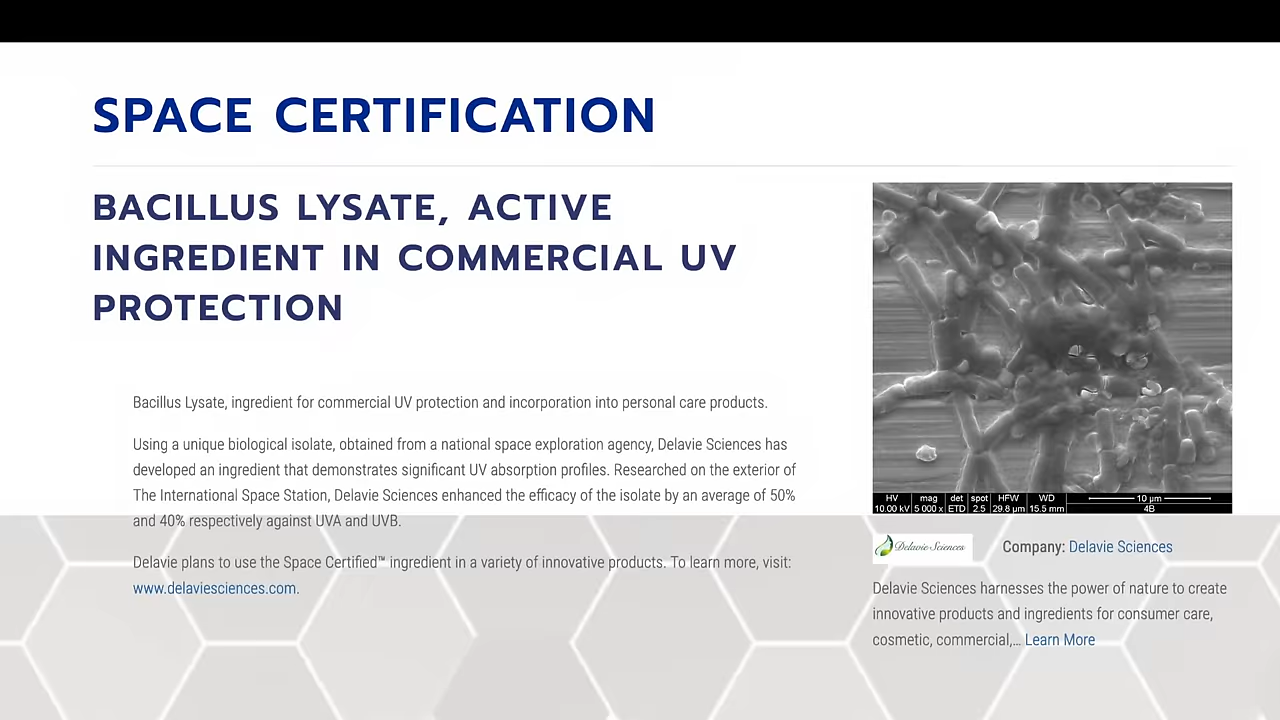 SPACE CERTIFICATION
BACILLUS LYSATE, ACTIVE
INGREDIENT IN COMMERCIAL UV
PROTECTION
Bacillus Lysate, ingredient for commercial UV protection and incorporation into personal care products.
Using a unique biological isolate, obtained from a national space exploration agency, Delavie Sciences has
developed an ingredient that demonstrates significant UV absorption profiles. Researched on the exterior of
The International Space Station, Delavie Sciences enhanced the efficacy of the isolate by an average of 50%
and 40% respectively against UVA and UVB.
Delavie plans to use the Space Certified™ ingredient in a variety of innovative products. To learn more, visit:
www.delaviesciences.com.
HV mag det spot HFW WD 10 µm
10.00 kV 5 000 x ETD 2.5 29.8 µm 15.5 mm 4B
Delavie Sciences
Company: Delavie Sciences
Delavie Sciences harnesses the power of nature to create
innovative products and ingredients for consumer care,
cosmetic, commercial,... Learn More